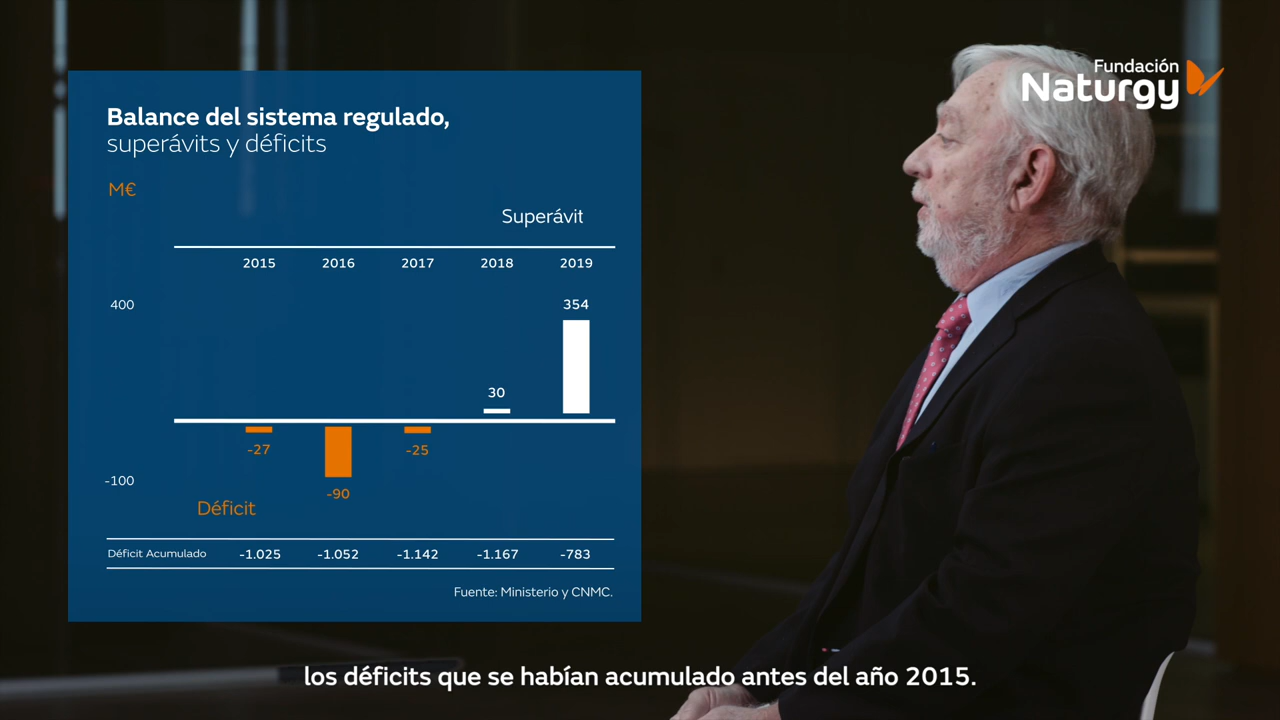 Fundación
Naturgy
Balance del sistema regulado,
superávits y déficits
M€
Superávit
2015 2016 2017 2018 2019
400
354
30
-27
-25
-100
-90
Déficit
Déficit Acumulado -1.025 -1.052 -1.142 -1.167 -783
Fuente: Ministerio y CNMC.
los déficits que se habían acumulado antes del año 2015.